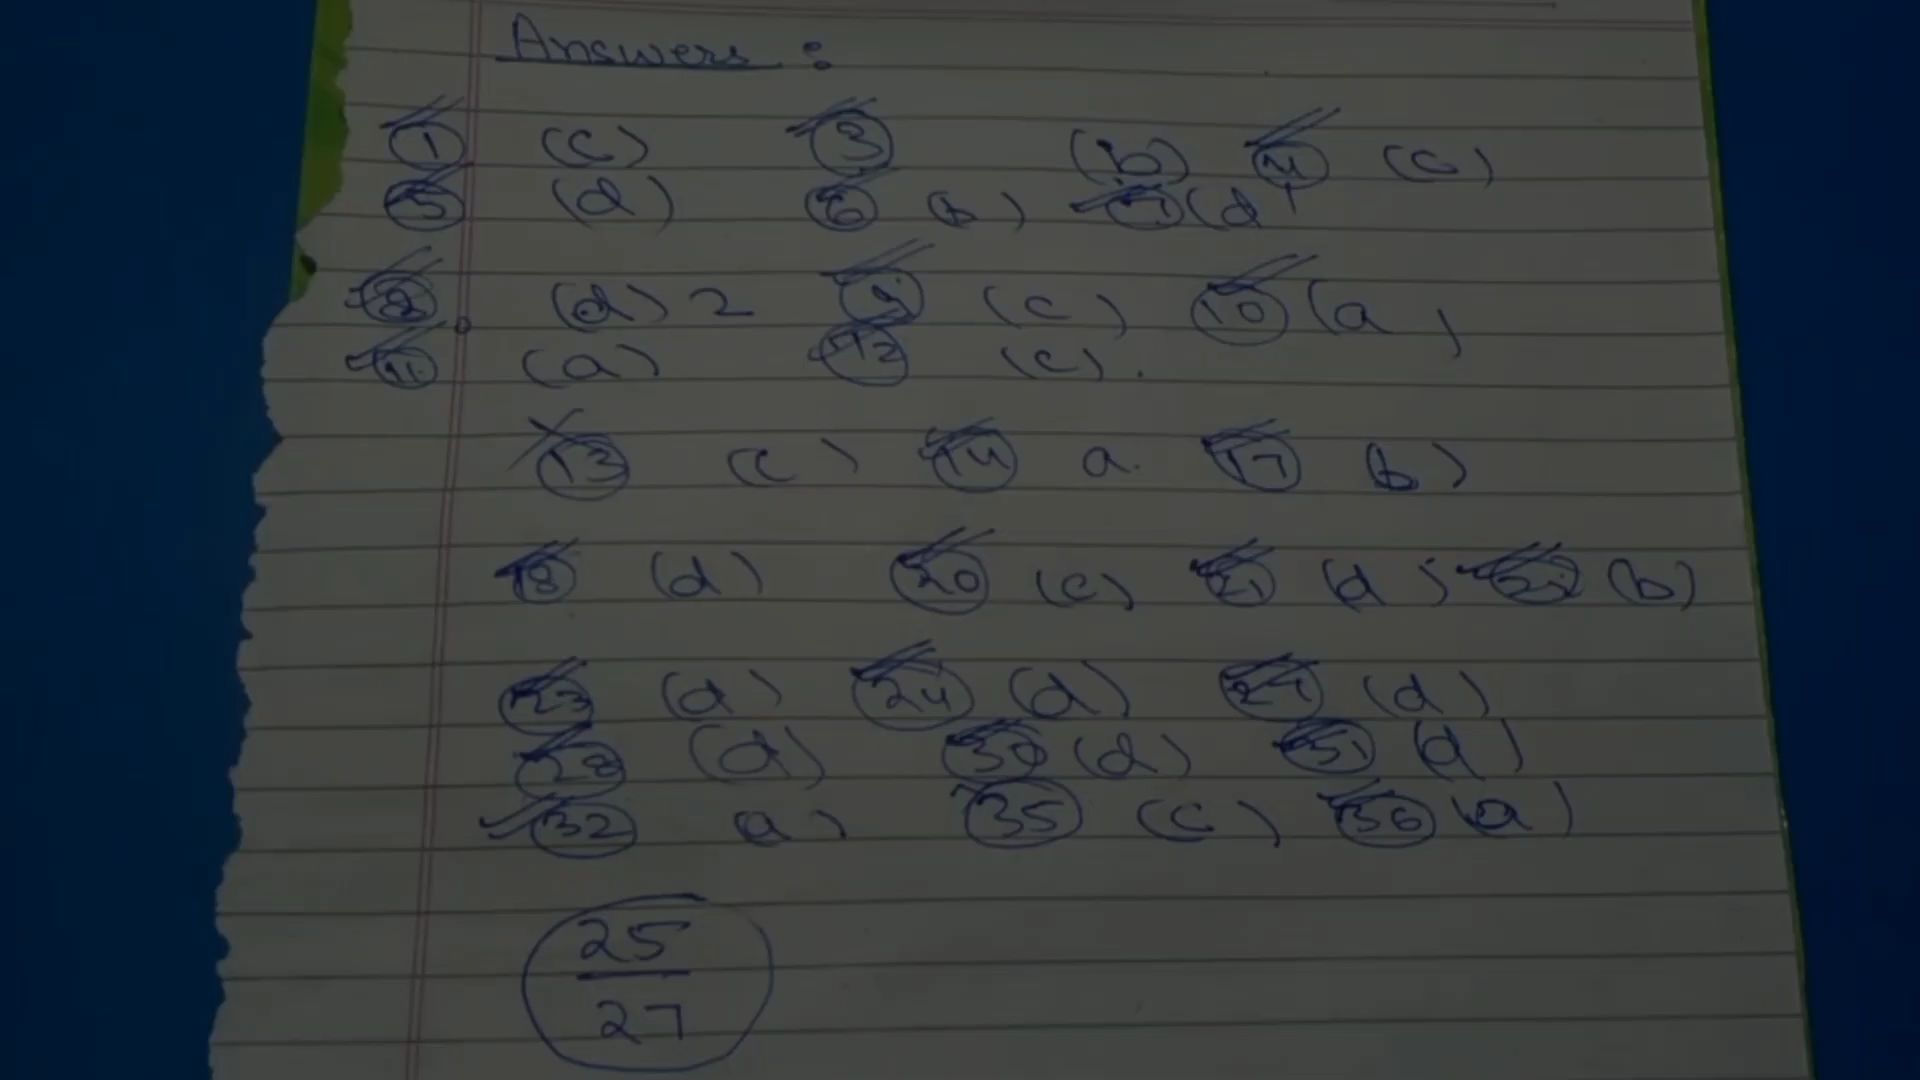 Answers :
1 (c) 3 (b) 4 (c)
5 (d) 6 (b) 7 (d)
8 (d) 2 9 (c) 10 (a)
11 (a) 12 (c).
13 (c) 14 a. 17 b)
18 (d) 20 (c) 21 (d) 22 (b)
23 (d) 24 (d) 27 (d)
28 (d) 30 (d) 31 (d)
32 a) 35 (c) 36 (a)
25
27